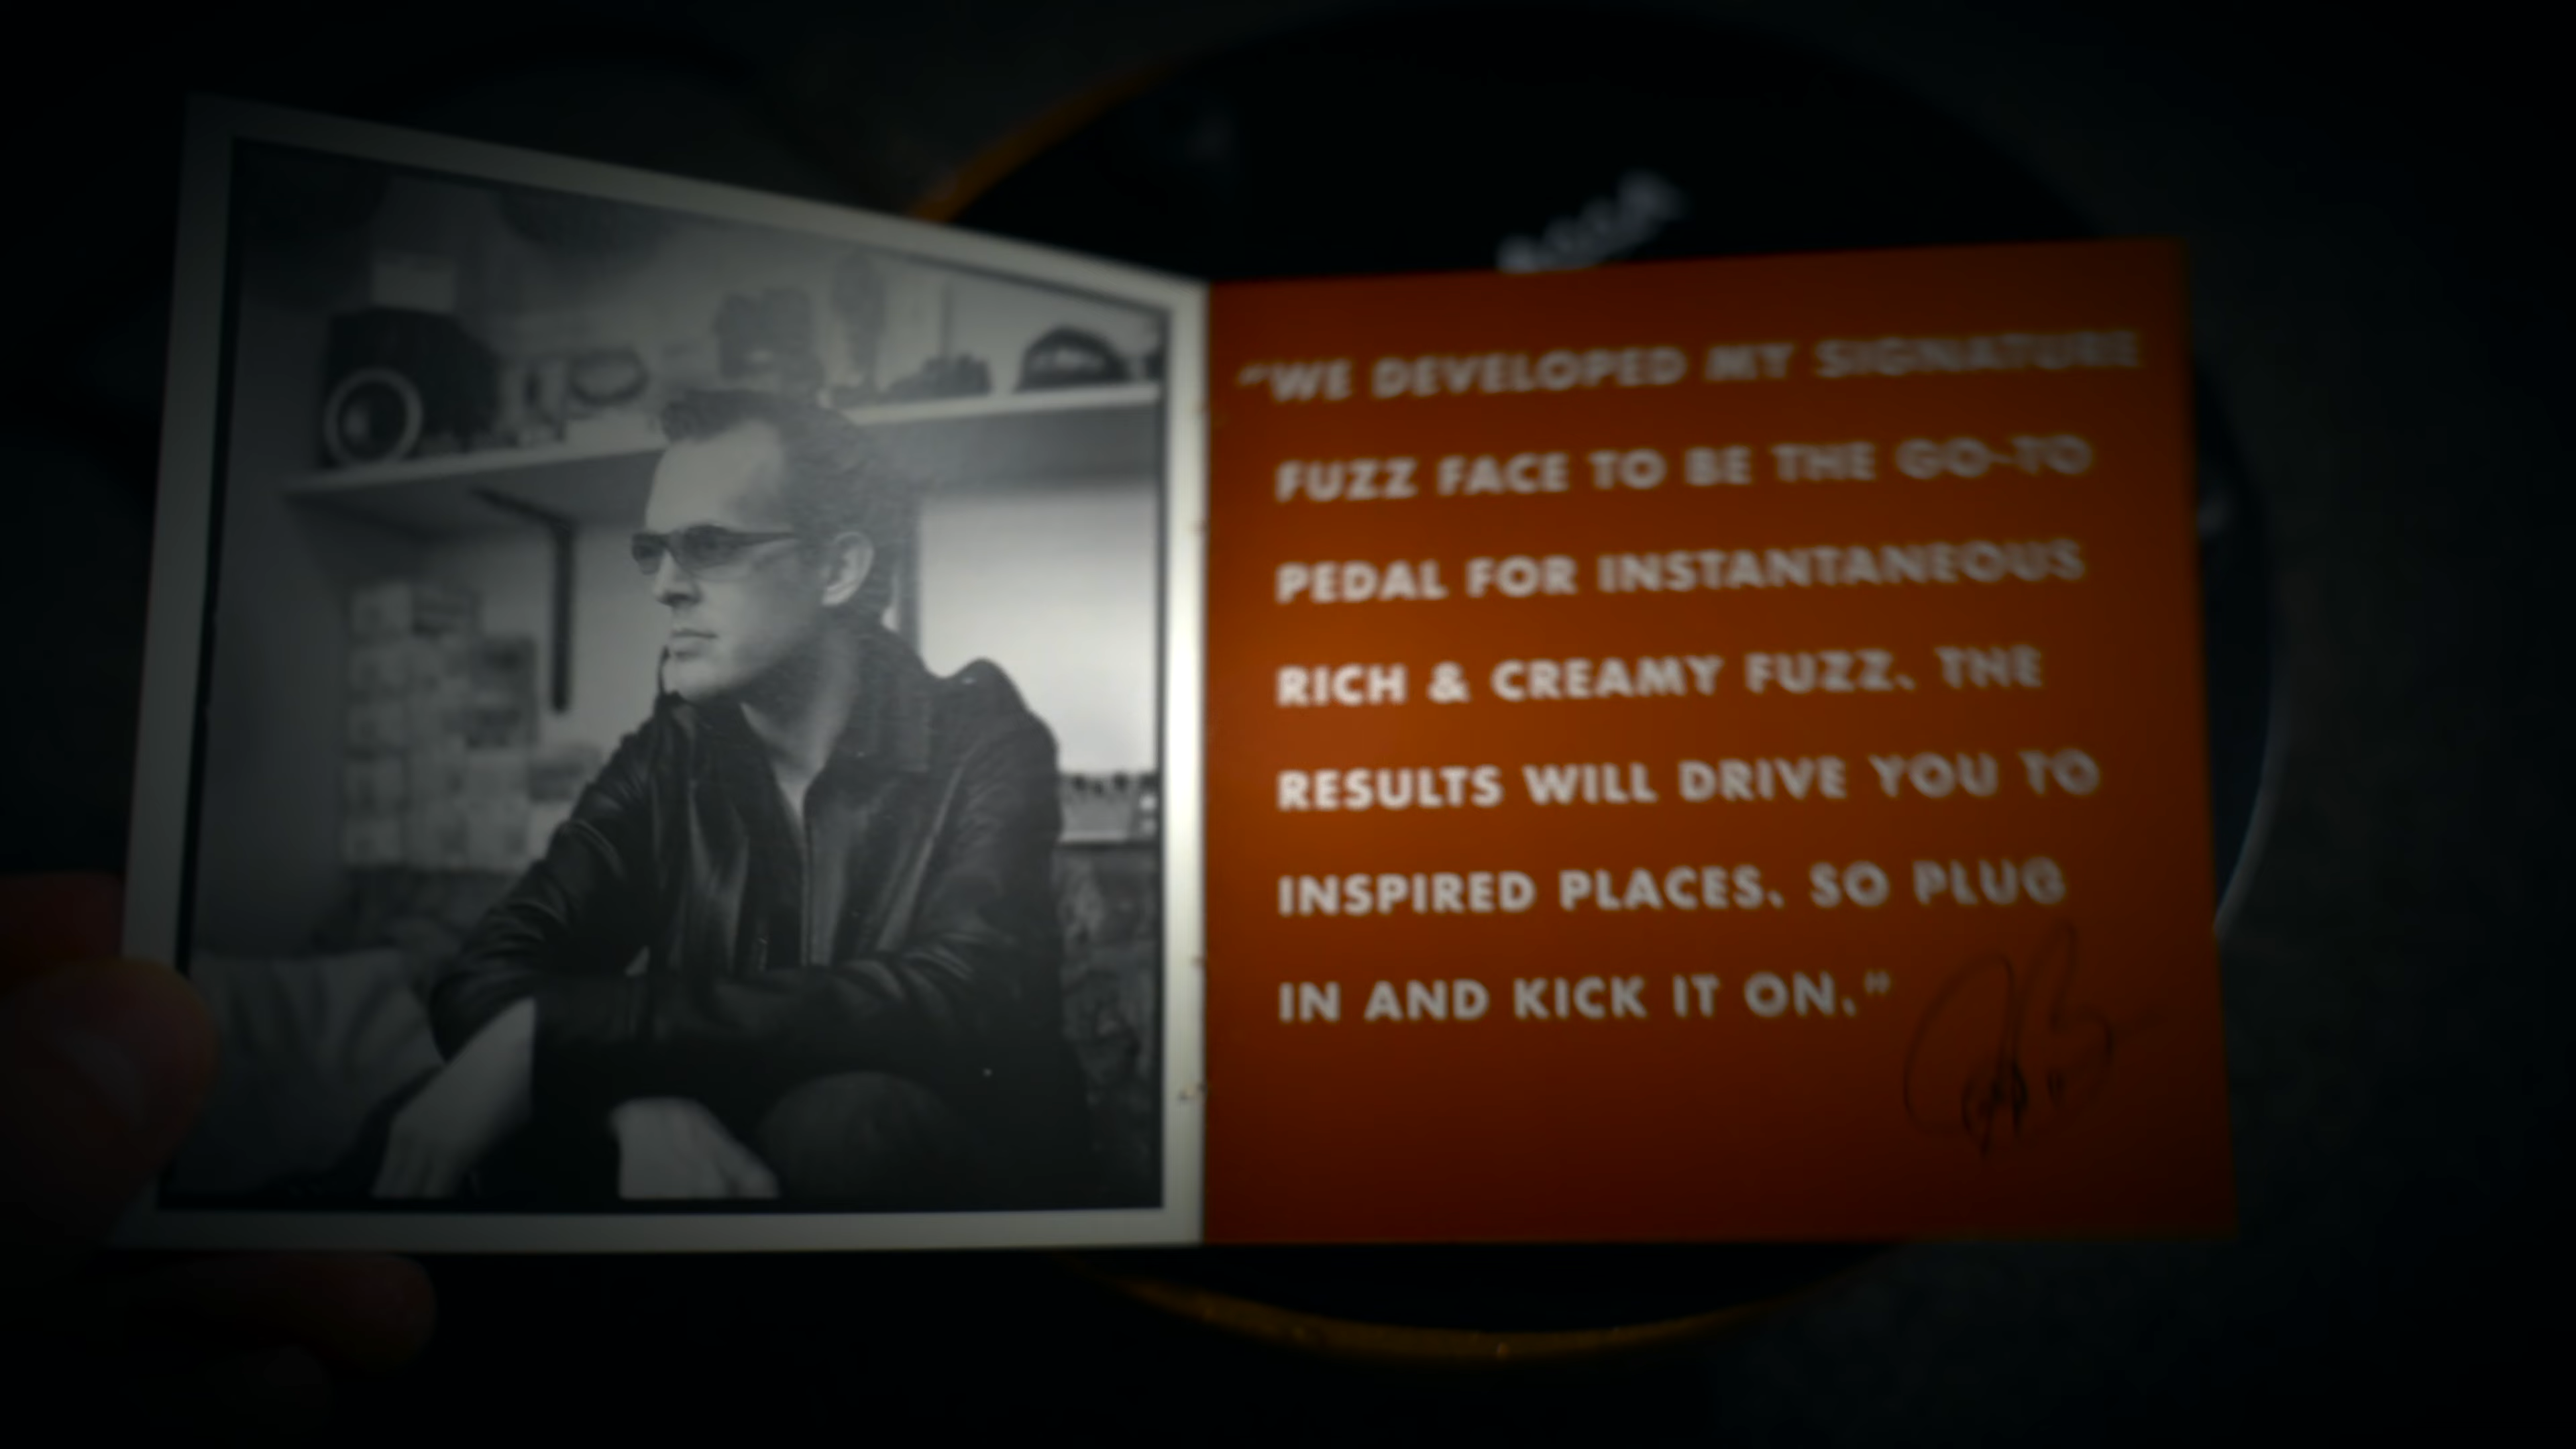 “WE DEVELOPED MY SIGNATURE
FUZZ FACE TO BE THE GO-TO
PEDAL FOR INSTANTANEOUS
RICH & CREAMY FUZZ. THE
RESULTS WILL DRIVE YOU TO
INSPIRED PLACES. SO PLUG
IN AND KICK IT ON.”